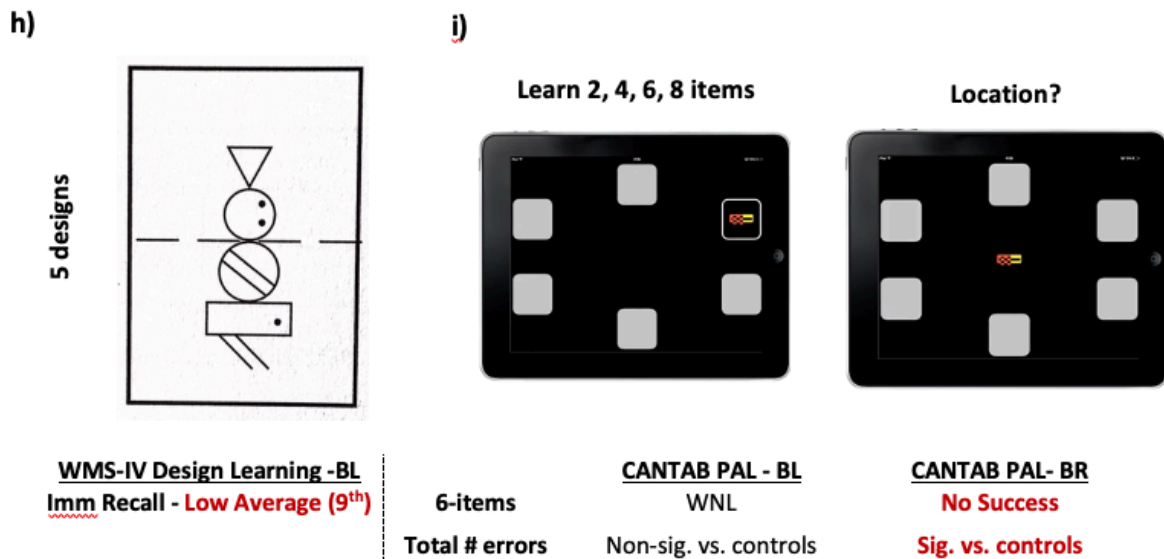 h)
i)
5 designs
Learn 2, 4, 6, 8 items
Location?
WMS-IV Design Learning -BL
Imm Recall - Low Average (9th)
CANTAB PAL - BL
CANTAB PAL- BR
6-items
WNL
No Success
Total # errors
Non-sig. vs. controls
Sig. vs. controls